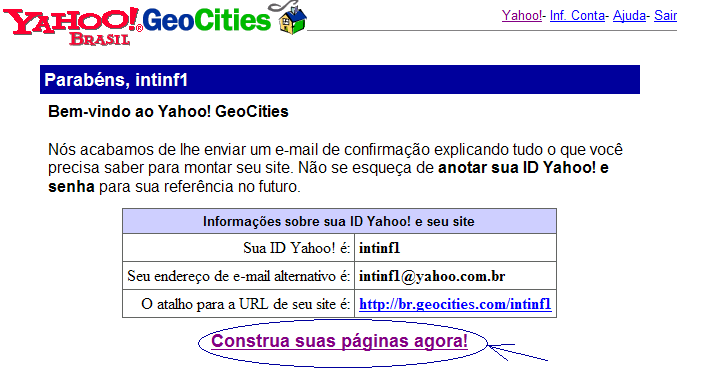 YAHOO! GEOCITIES Yahoo!- Inf. Conta- Ajuda- Sair
BRASIL
Parabéns, intinf1
Bem-vindo ao Yahoo! GeoCities
Nós acabamos de lhe enviar um e-mail de confirmação explicando tudo o que você
precisa saber para montar seu site. Não se esqueça de anotar sua ID Yahoo! e
senha para sua referência no futuro.
Informações sobre sua ID Yahoo! e seu site
Sua ID Yahoo! é: intinf1
Seu endereço de e-mail alternativo é: intinf1@yahoo.com.br
O atalho para a URL de seu site é: http://br.geocities.com/intinf1
Construa suas páginas agora!